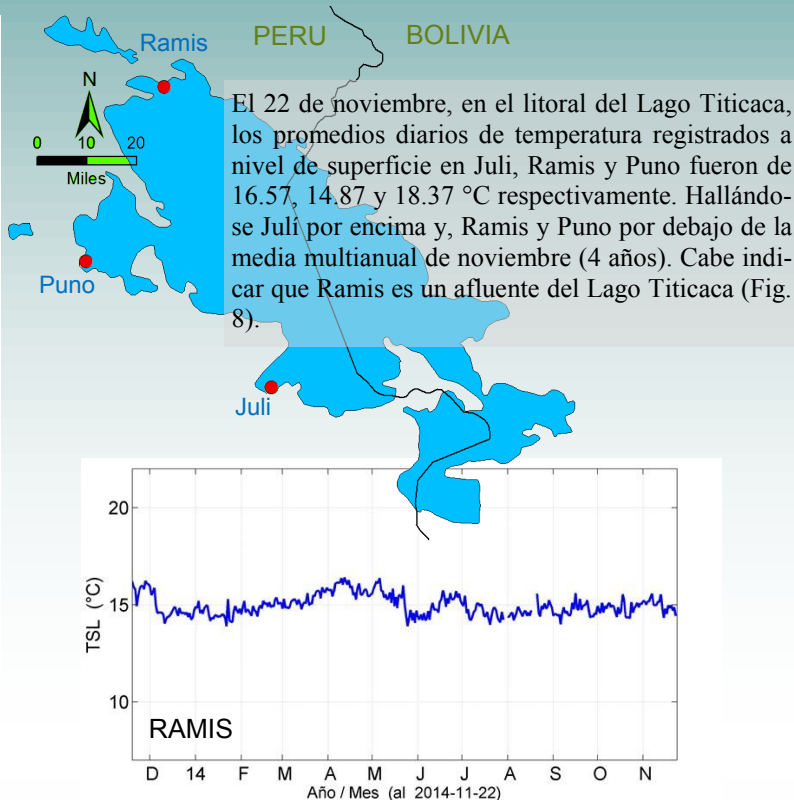 Ramis
PERU
BOLIVIA
N
0 10 20
Miles
El 22 de noviembre, en el litoral del Lago Titicaca,
los promedios diarios de temperatura registrados a
nivel de superficie en Juli, Ramis y Puno fueron de
16.57, 14.87 y 18.37 °C respectivamente. Hallándo-
se Julí por encima y, Ramis y Puno por debajo de la
media multianual de noviembre (4 años). Cabe indi-
car que Ramis es un afluente del Lago Titicaca (Fig.
8).
Puno
Juli
20
15
10
TSL (°C)
RAMIS
D 14 F M A M J J A S O N
Año / Mes (al 2014-11-22)